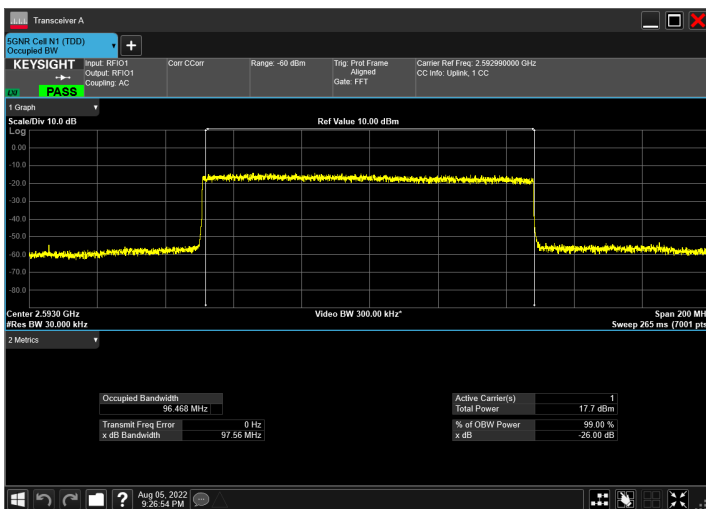 Transceiver A
5GNR Cell N1 (TDD)
Occupied BW
+
KEYSIGHT
LXI
PASS
Input: RFIO1
Output: RFIO1
Coupling: AC
Corr CCorr
Range: -60 dBm
Trig: Prot Frame
Aligned
Gate: FFT
Carrier Ref Freq: 2.592990000 GHz
CC Info: Uplink, 1 CC
1 Graph
Scale/Div 10.0 dB
Ref Value 10.00 dBm
Log
0.00
-10.0
-20.0
-30.0
-40.0
-50.0
-60.0
-70.0
-80.0
Center 2.5930 GHz
Video BW 300.00 kHz*
Span 200 MH
#Res BW 30.000 kHz
Sweep 265 ms (7001 pts
2 Metrics
Occupied Bandwidth
96.468 MHz
Transmit Freq Error 0 Hz
x dB Bandwidth 97.56 MHz
Active Carrier(s) 1
Total Power 17.7 dBm
% of OBW Power 99.00 %
x dB -26.00 dB
?
Aug 05, 2022
9:26:54 PM